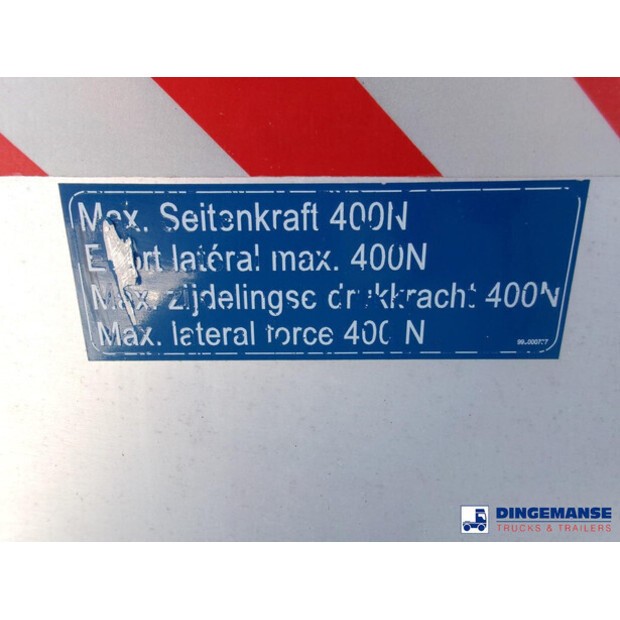 Max. Seitenkraft 400N
Effort latéral max. 400N
Max. zijdelingse drukkracht 400N
Max. lateral force 400 N
DINGEMANSE
TRUCKS & TRAILERS